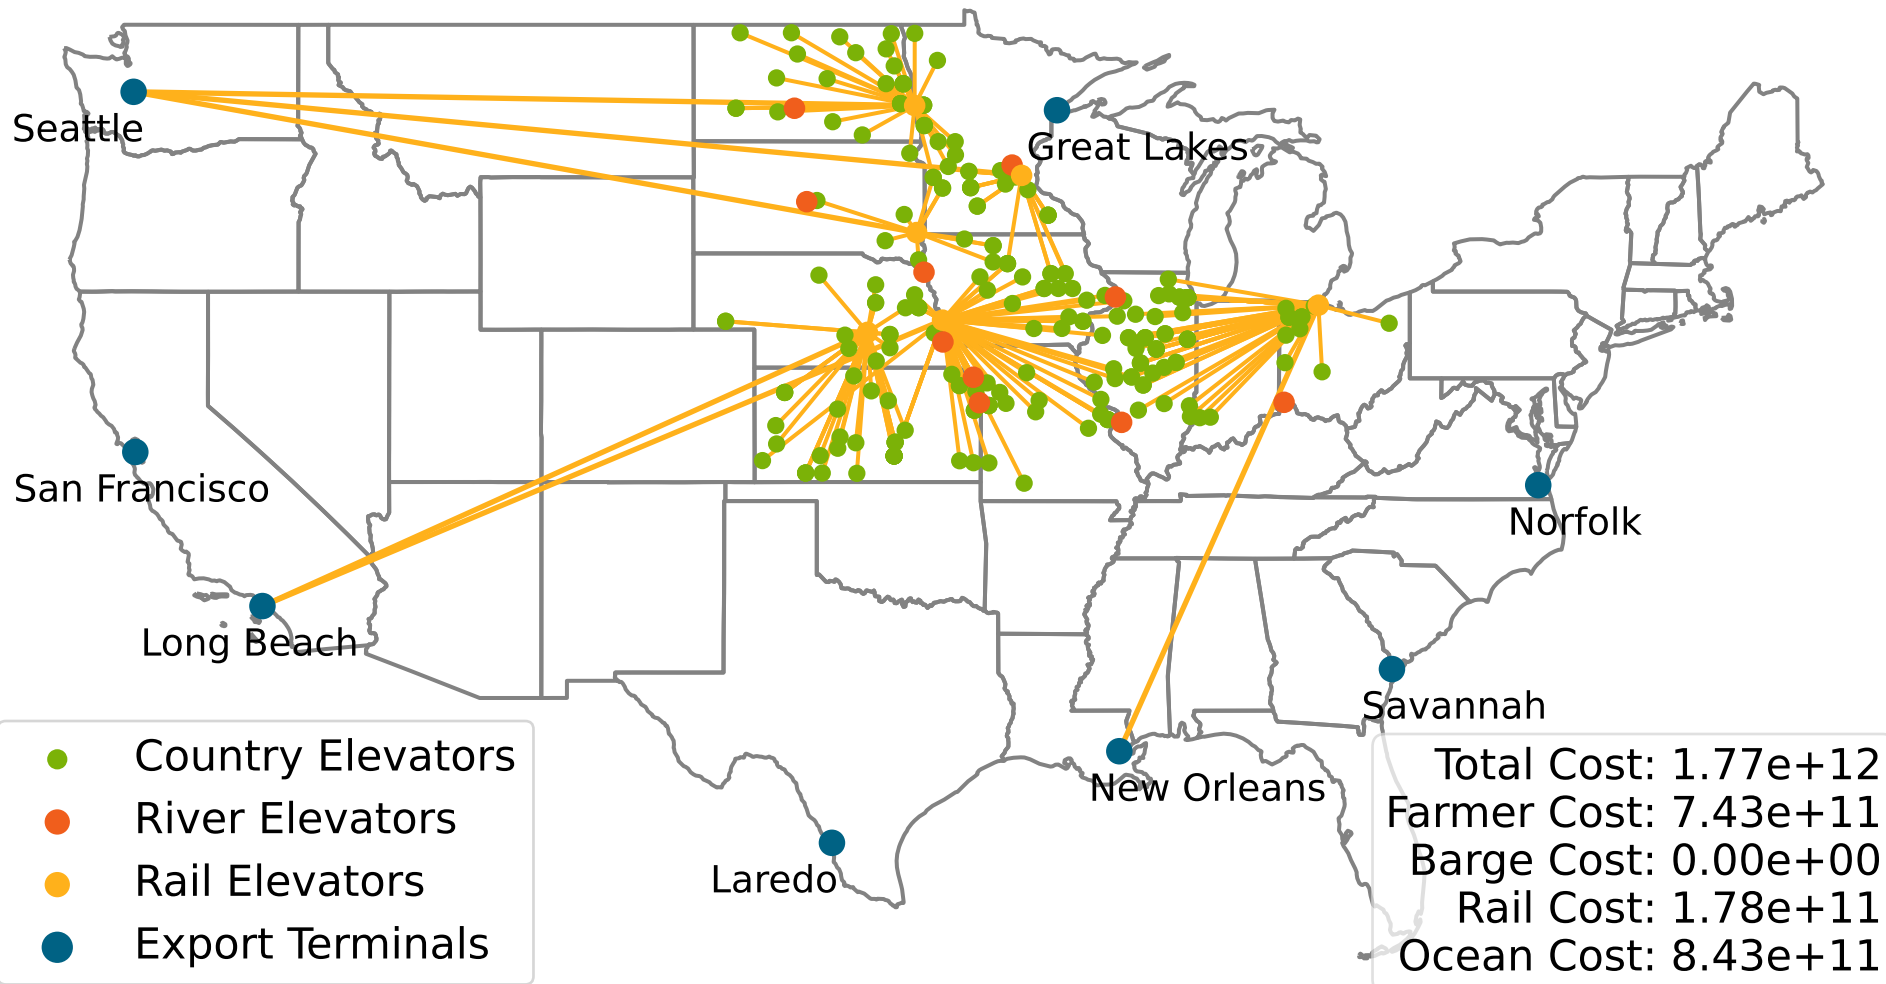 Seattle
Great Lakes
San Francisco
Norfolk
Long Beach
Savannah
New Orleans
Laredo
Country Elevators
River Elevators
Rail Elevators
Export Terminals
Total Cost: 1.77e+12
Farmer Cost: 7.43e+11
Barge Cost: 0.00e+00
Rail Cost: 1.78e+11
Ocean Cost: 8.43e+11